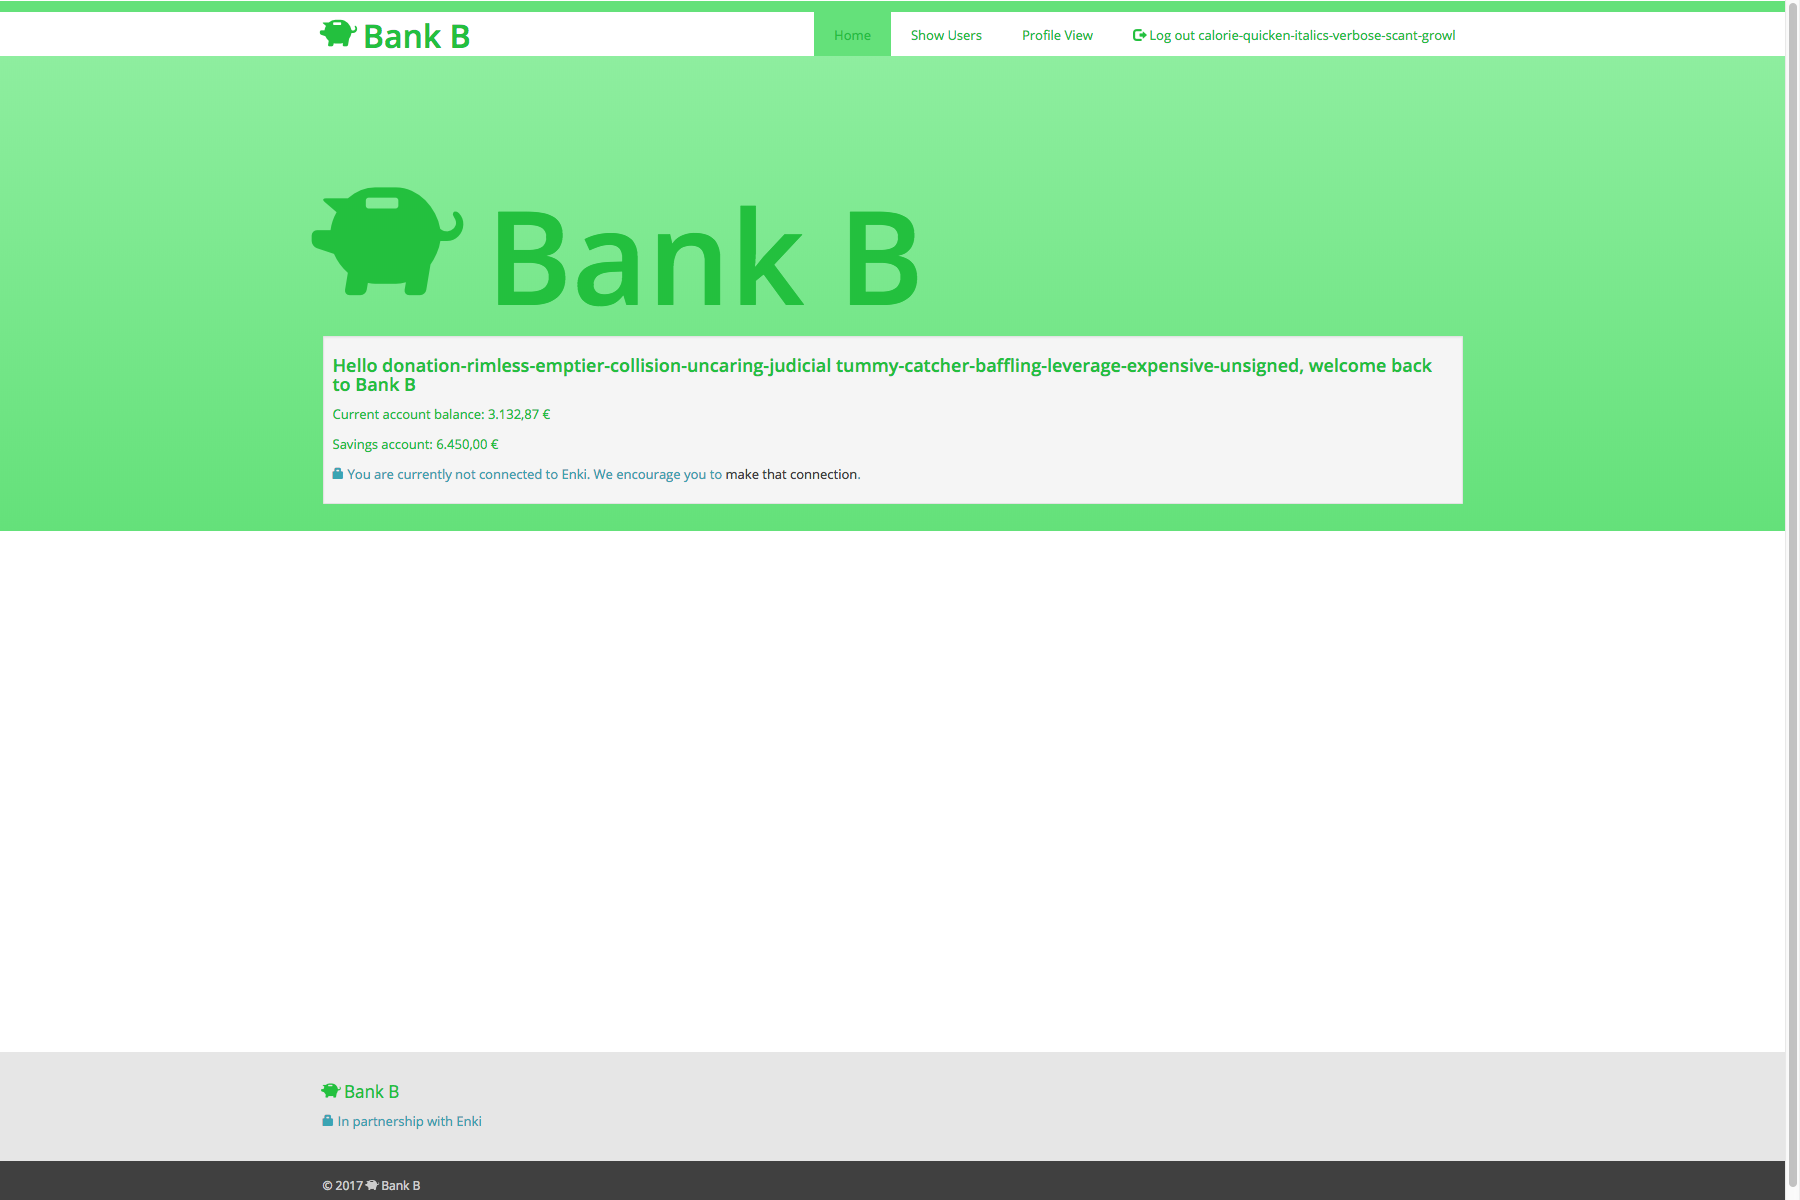 Bank B
Home
Show Users
Profile View
Log out calorie-quicken-italics-verbose-scant-growl
Bank B
Hello donation-rimless-emptier-collision-uncaring-judicial tummy-catcher-baffling-leverage-expensive-unsigned, welcome back
to Bank B
Current account balance: 3.132,87 €
Savings account: 6.450,00 €
You are currently not connected to Enki. We encourage you to make that connection.
Bank B
In partnership with Enki
© 2017 Bank B